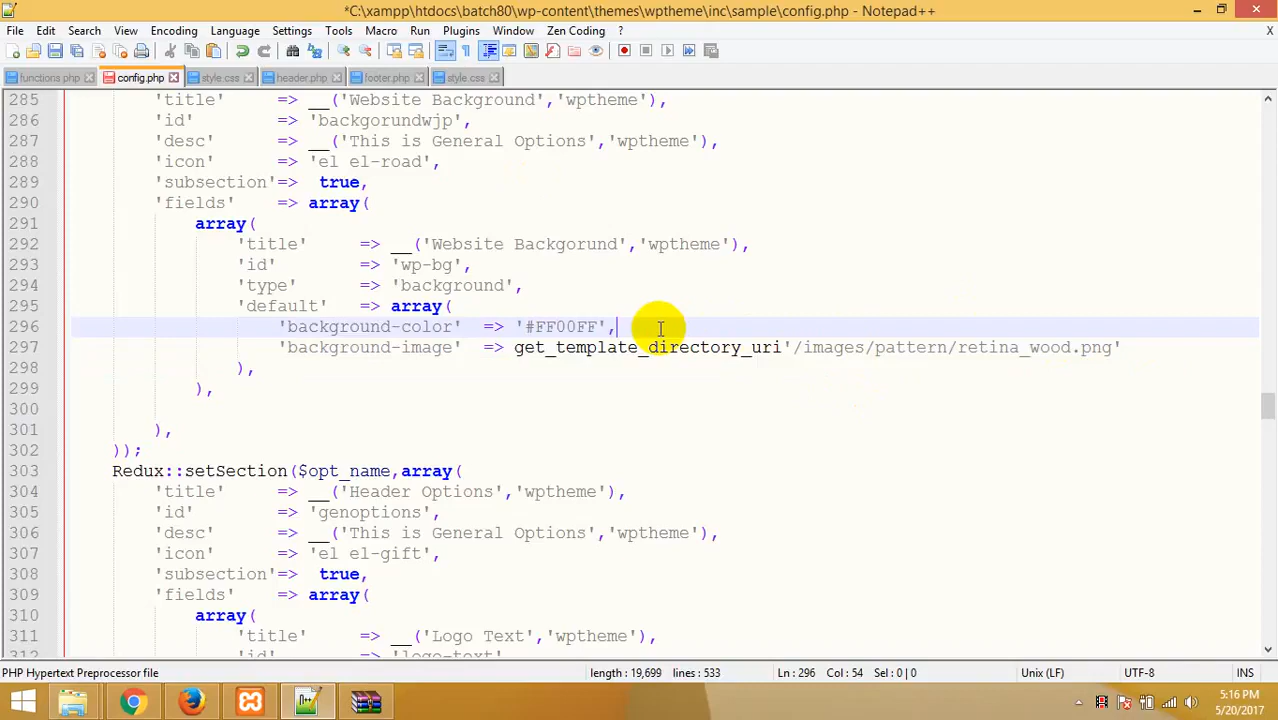 *C:\xampp\htdocs\batch80\wp-content\themes\wptheme\inc\sample\config.php - Notepad++
File Edit Search View Encoding Language Settings Tools Macro Run Plugins Window Zen Coding ? X
functions.php config.php style.css header.php footer.php style.css
285 'title' => __('Website Background','wptheme'),
286 'id' => 'backgorundwjp',
287 'desc' => __('This is General Options','wptheme'),
288 'icon' => 'el el-road',
289 'subsection'=> true,
290 'fields' => array(
291 array(
292 'title' => __('Website Backgorund','wptheme'),
293 'id' => 'wp-bg',
294 'type' => 'background',
295 'default' => array(
296 'background-color' => '#FF00FF',
297 'background-image' => get_template_directory_uri'/images/pattern/retina_wood.png'
298 ),
299 ),
300
301 ),
302 ));
303 Redux::setSection($opt_name,array(
304 'title' => __('Header Options','wptheme'),
305 'id' => 'genoptions',
306 'desc' => __('This is General Options','wptheme'),
307 'icon' => 'el el-gift',
308 'subsection'=> true,
309 'fields' => array(
310 array(
311 'title' => __('Logo Text','wptheme'),
312 'id' => 'logo-text'
PHP Hypertext Preprocessor file length : 19,699 lines : 533 Ln : 296 Col : 54 Sel : 0 | 0 Unix (LF) UTF-8 INS
5:16 PM
5/20/2017